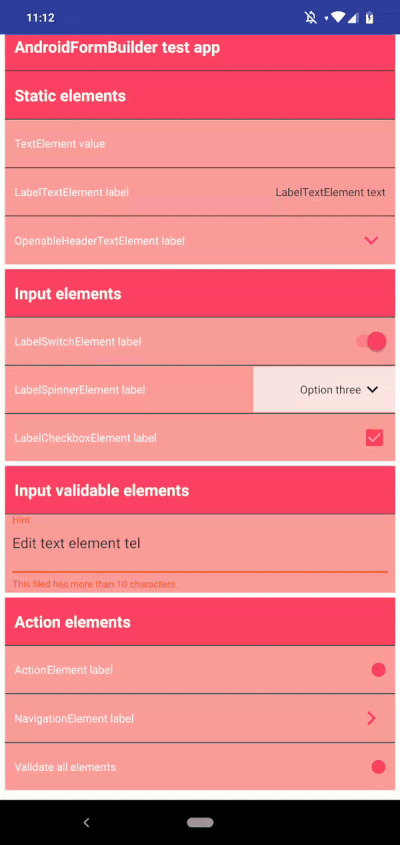 11:12
AndroidFormBuilder test app
Static elements
TextElement value
LabelTextElement label LabelTextElement text
OpenableHeaderTextElement label
Input elements
LabelSwitchElement label
LabelSpinnerElement label Option three
LabelCheckboxElement label
Input validable elements
Hint
Edit text element tel
This filed has more than 10 characters.
Action elements
ActionElement label
NavigationElement label
Validate all elements